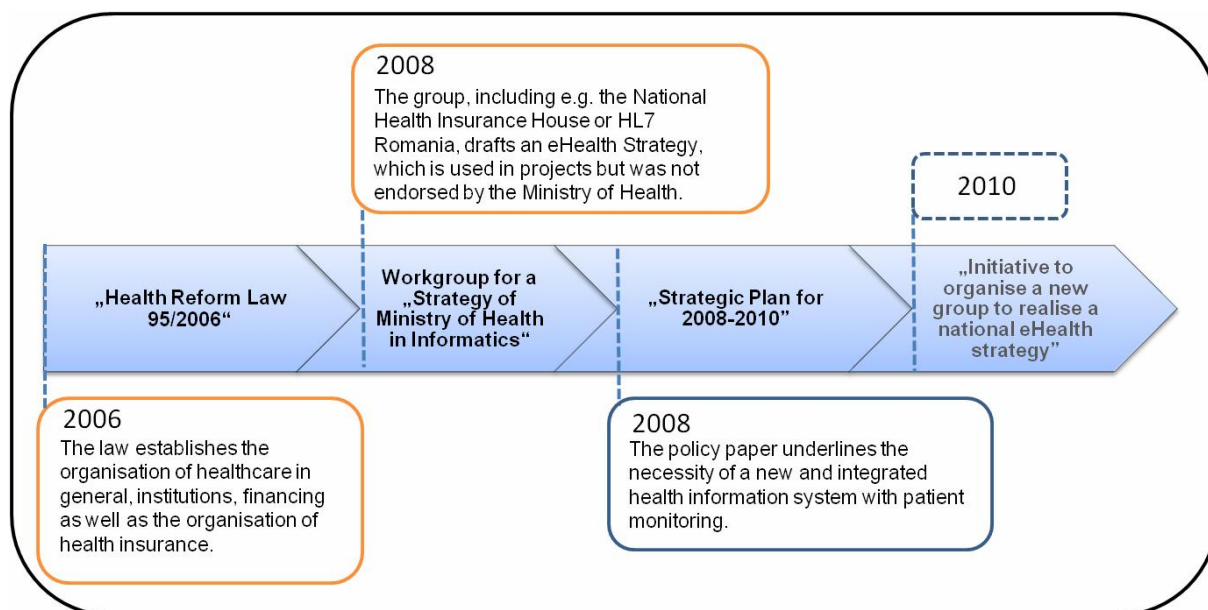 2008
The group, including e.g. the National
Health Insurance House or HL7
Romania, drafts an eHealth Strategy,
which is used in projects but was not
endorsed by the Ministry of Health.
2010
„Health Reform Law
95/2006“
Workgroup for a
„Strategy of
Ministry of Health
in Informatics“
„Strategic Plan for
2008-2010”
„Initiative to
organise a new
group to realise a
national eHealth
strategy”
2006
The law establishes the
organisation of healthcare in
general, institutions, financing
as well as the organisation of
health insurance.
2008
The policy paper underlines the
necessity of a new and integrated
health information system with patient
monitoring.